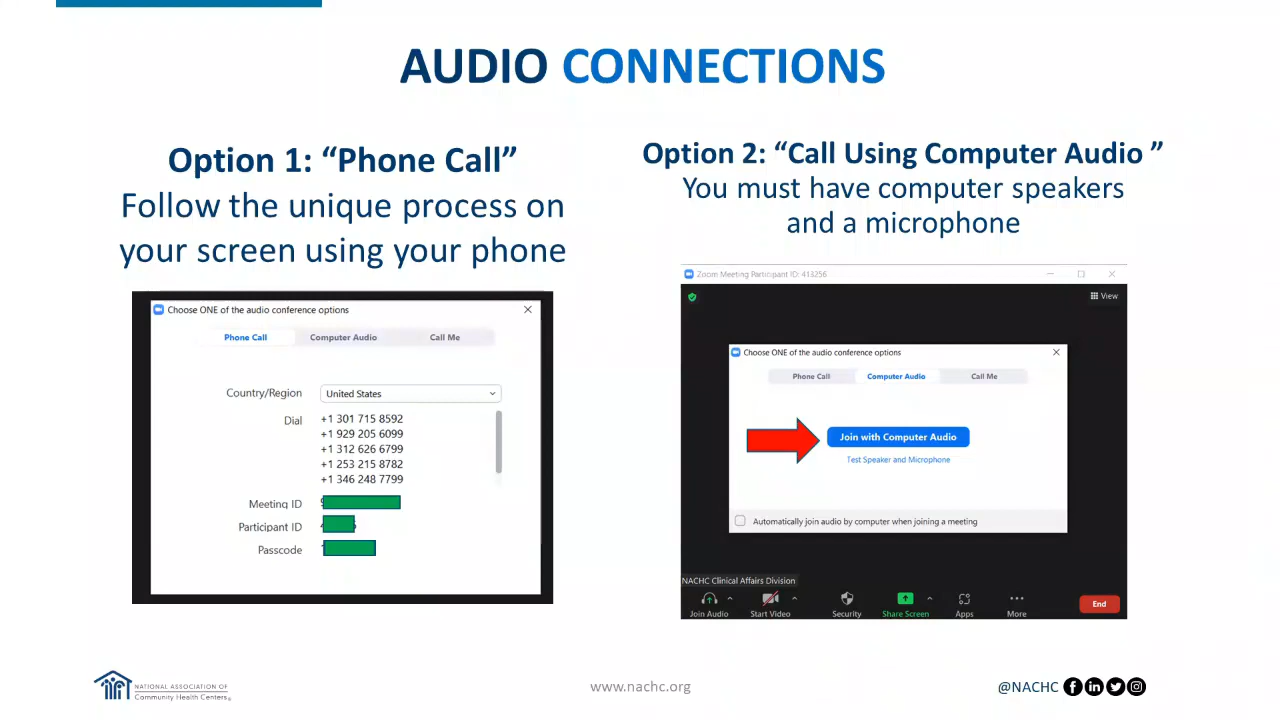 AUDIO CONNECTIONS
Option 1: “Phone Call”
Follow the unique process on
your screen using your phone
Choose ONE of the audio conference options
Phone Call Computer Audio Call Me
Country/Region United States
Dial +1 301 715 8592
+1 929 205 6099
+1 312 626 6799
+1 253 215 8782
+1 346 248 7799
Meeting ID
Participant ID
Passcode
Option 2: “Call Using Computer Audio ”
You must have computer speakers
and a microphone
Zoom Meeting Participant ID: 413256
View
Choose ONE of the audio conference options
Phone Call Computer Audio Call Me
Join with Computer Audio
Test Speaker and Microphone
Automatically join audio by computer when joining a meeting
NACHC Clinical Affairs Division
Join Audio Start Video Security Share Screen Apps More End
NATIONAL ASSOCIATION OF
Community Health Centers®
www.nachc.org
@NACHC